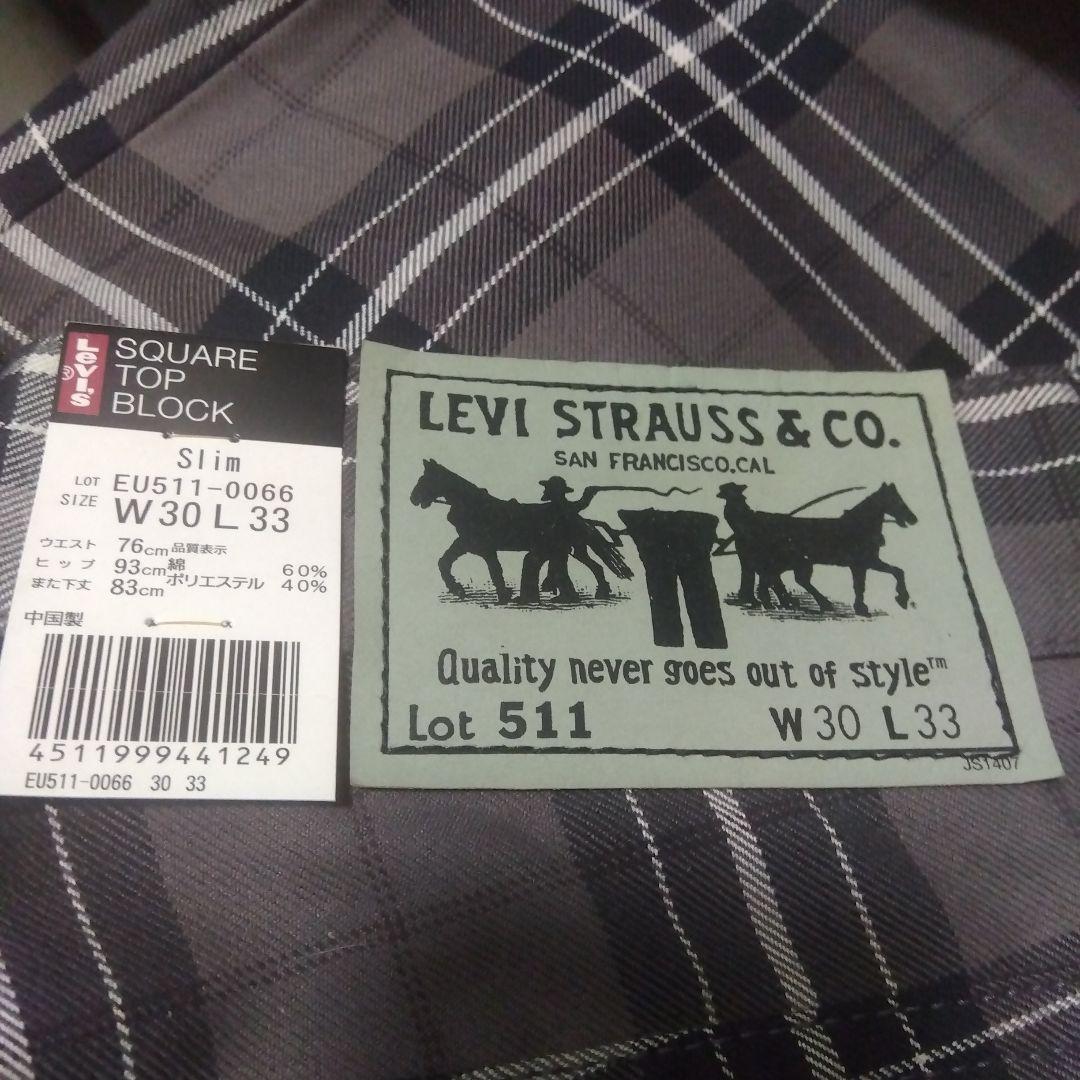 Levi's®
SQUARE
TOP
BLOCK
Slim
LOT EU511-0066
SIZE W30 L33
ウエスト 76cm 品質表示
ヒップ 93cm 綿 60%
また下丈 83cm ポリエステル 40%
中国製
4511999441249
EU511-0066 30 33
LEVI STRAUSS & CO.
SAN FRANCISCO.CAL
Quality never goes out of style™
Lot 511 W30 L33
JS1407